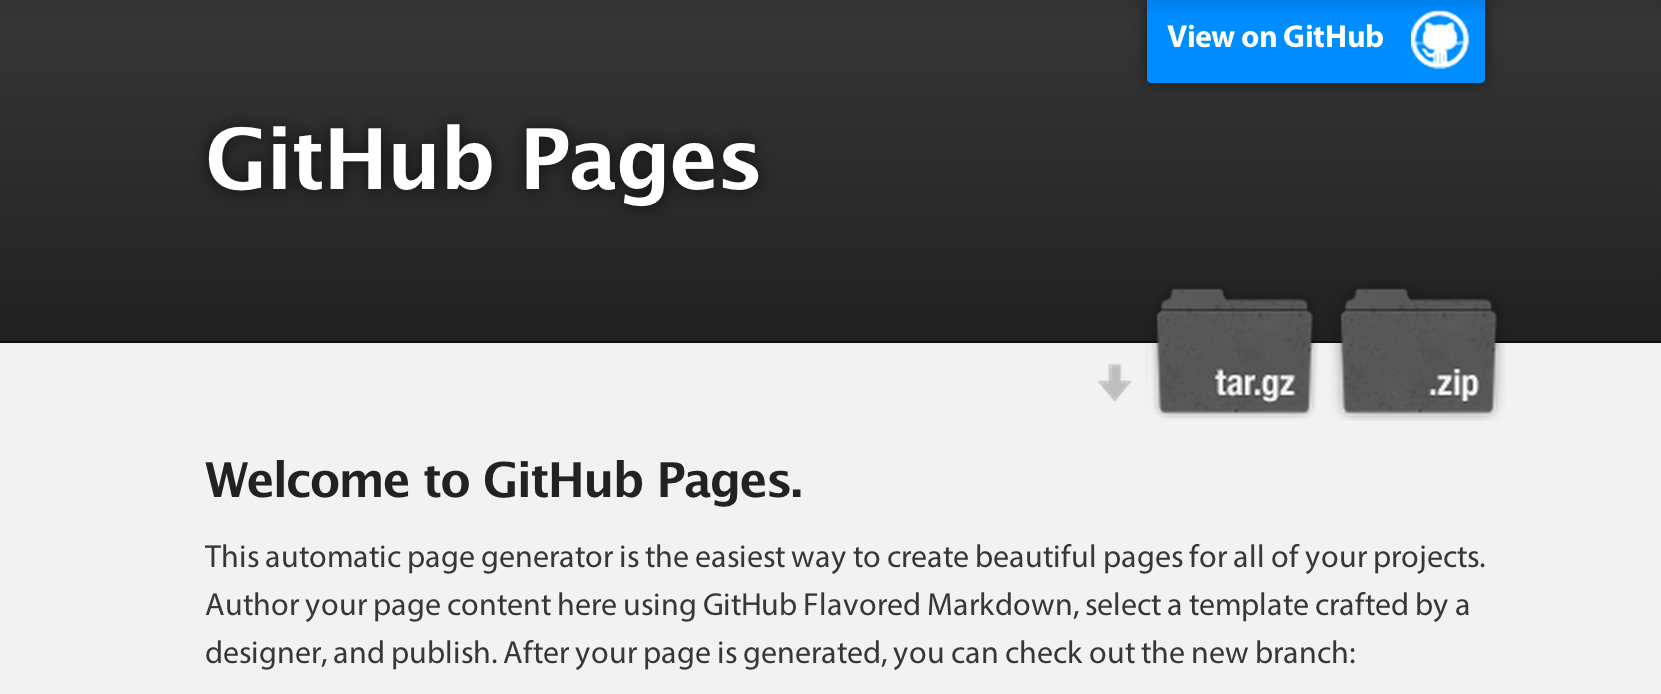 View on GitHub
GitHub Pages
tar.gz
.zip
Welcome to GitHub Pages.
This automatic page generator is the easiest way to create beautiful pages for all of your projects.
Author your page content here using GitHub Flavored Markdown, select a template crafted by a
designer, and publish. After your page is generated, you can check out the new branch: